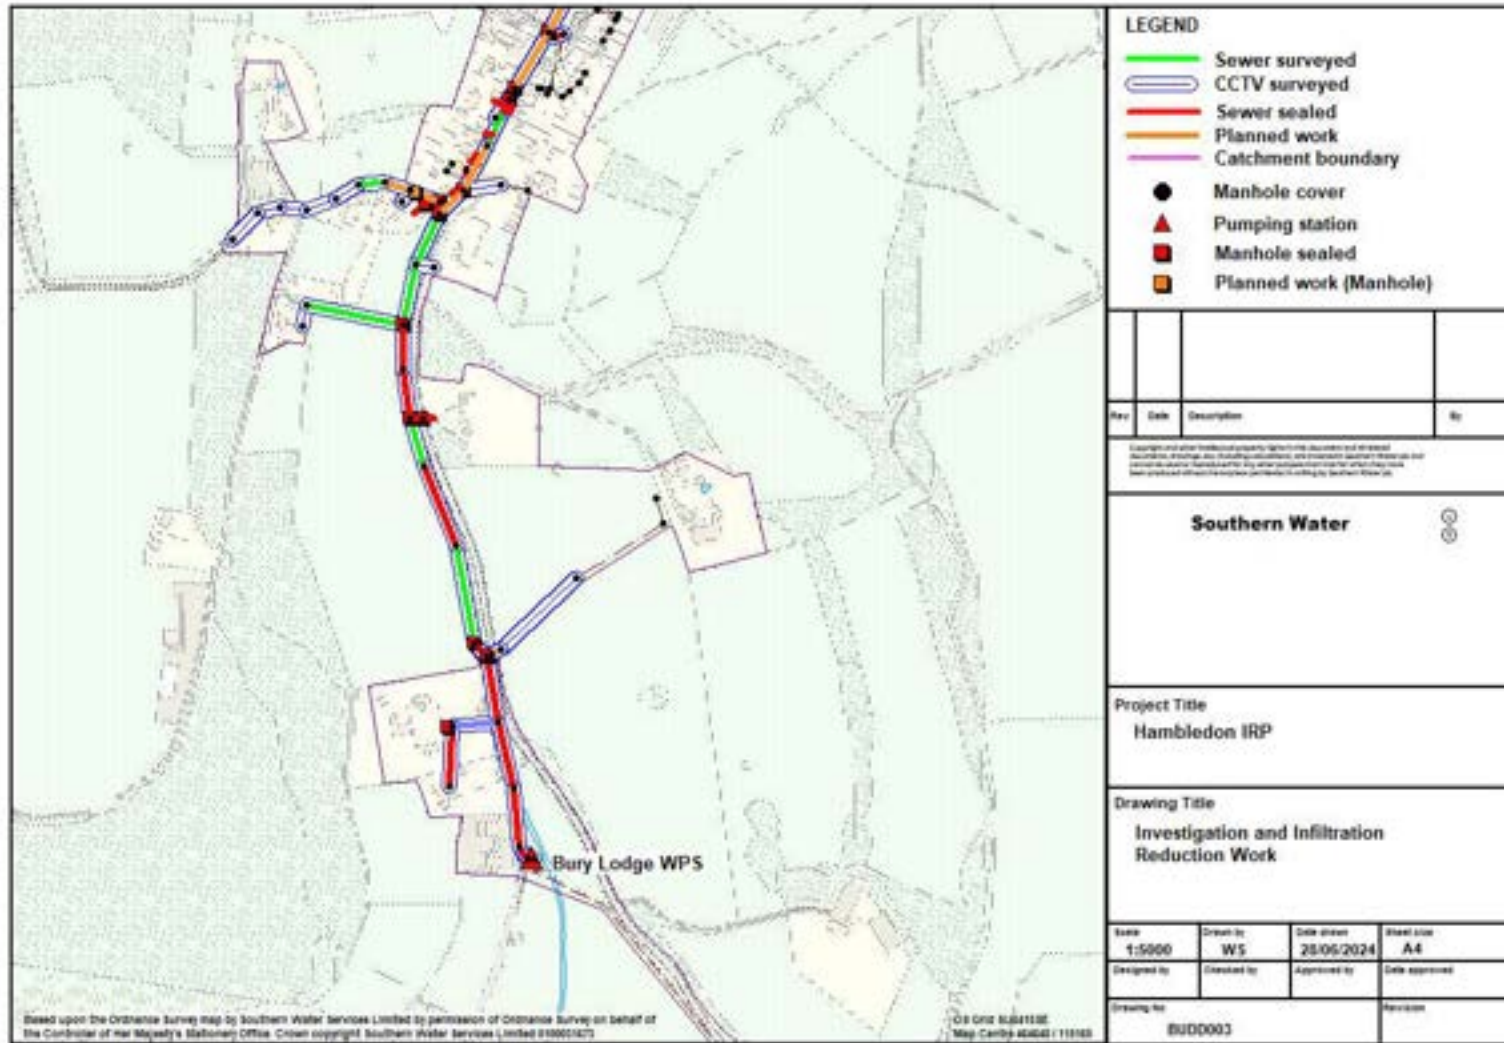 LEGEND
Sewer surveyed
CCTV surveyed
Sewer sealed
Planned work
Catchment boundary
Manhole cover
Pumping station
Manhole sealed
Planned work (Manhole)
Rev Date Description By
Southern Water
Project Title
Hambledon IRP
Drawing Title
Investigation and Infiltration
Reduction Work
Scale Drawn by Date drawn Sheet size
1:5000 WS 28/06/2024 A4
Designed by Checked by Approved by Date approved
Drawing No Revision
BUDD003
Bury Lodge WPS
Based upon the Ordnance Survey map by Southern Water Services Limited by permission of Ordnance Survey on behalf of
the Controller of Her Majesty's Stationery Office. Crown copyright Southern Water Services Limited
OS Grid
Map Centre